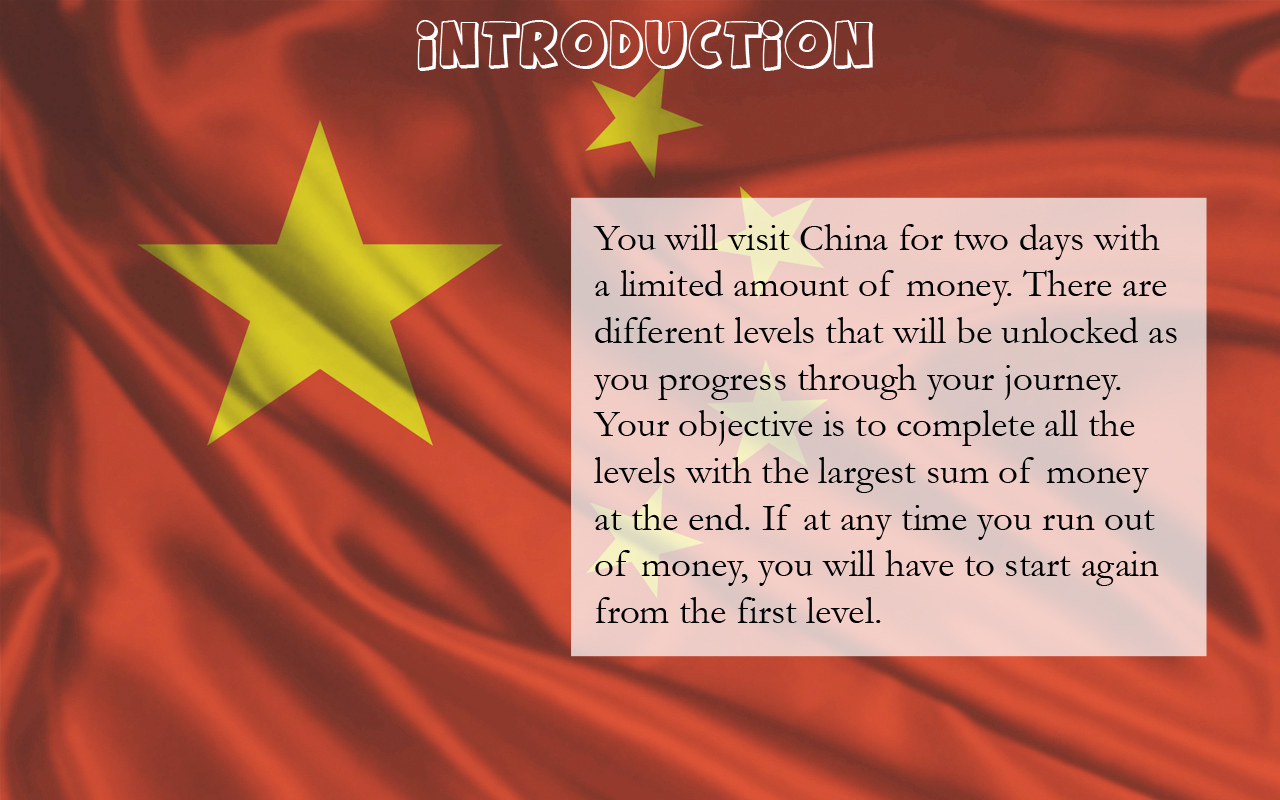 INTRODUCTION
You will visit China for two days with
a limited amount of money. There are
different levels that will be unlocked as
you progress through your journey.
Your objective is to complete all the
levels with the largest sum of money
at the end. If at any time you run out
of money, you will have to start again
from the first level.